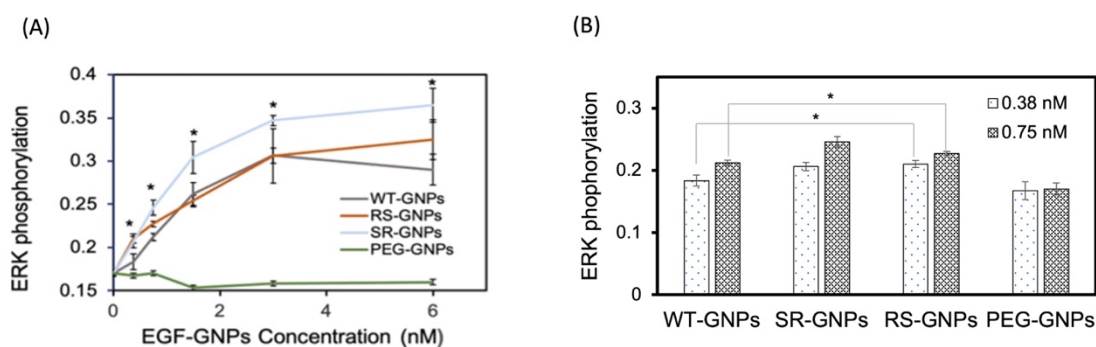 (A)
ERK phosphorylation
0.4
0.35
0.3
0.25
0.2
0.15
* * * * *
WT-GNPs
RS-GNPs
SR-GNPs
PEG-GNPs
0 2 4 6
EGF-GNPs Concentration (nM)
(B)
ERK phophorylation
0.3
0.2
0.1
0
*
*
0.38 nM
0.75 nM
WT-GNPs SR-GNPs RS-GNPs PEG-GNPs